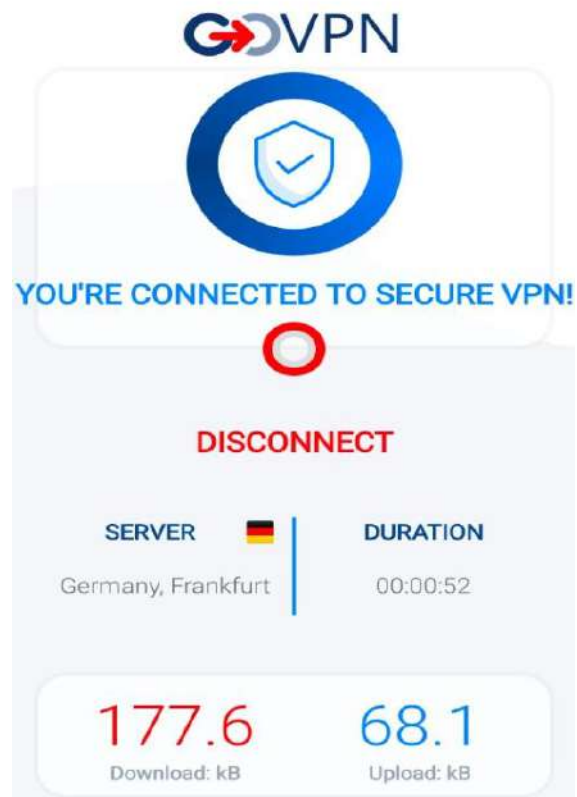 GOVPN
YOU'RE CONNECTED TO SECURE VPN!
DISCONNECT
SERVER
DURATION
Germany, Frankfurt
00:00:52
177.6
68.1
Download: kB
Upload: kB